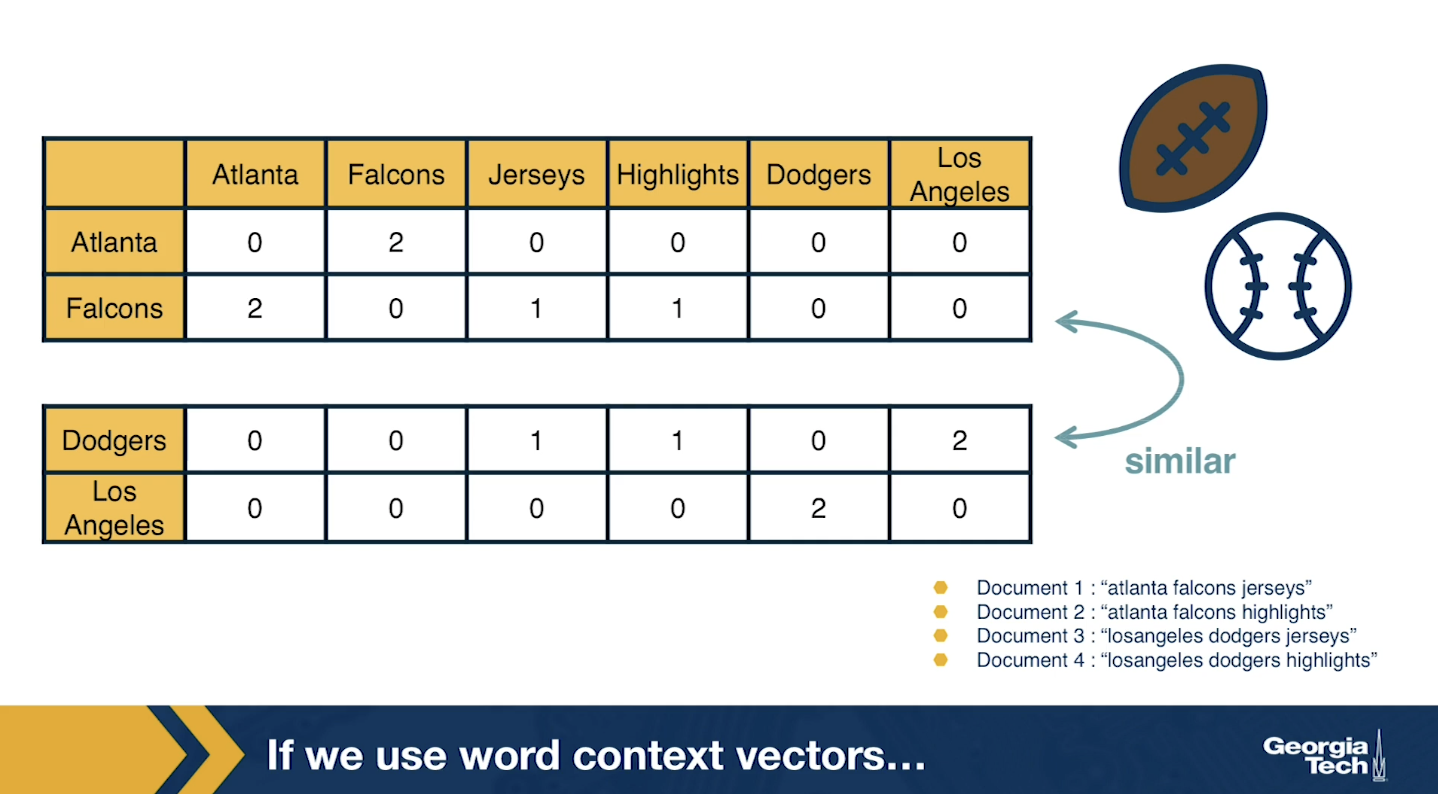 Atlanta Falcons Jerseys Highlights Dodgers Los Angeles
Atlanta 0 2 0 0 0 0
Falcons 2 0 1 1 0 0
Dodgers 0 0 1 1 0 2
Los Angeles 0 0 0 0 2 0
similar
Document 1 : “atlanta falcons jerseys”
Document 2 : “atlanta falcons highlights”
Document 3 : “losangeles dodgers jerseys”
Document 4 : “losangeles dodgers highlights”
If we use word context vectors...
Georgia
Tech